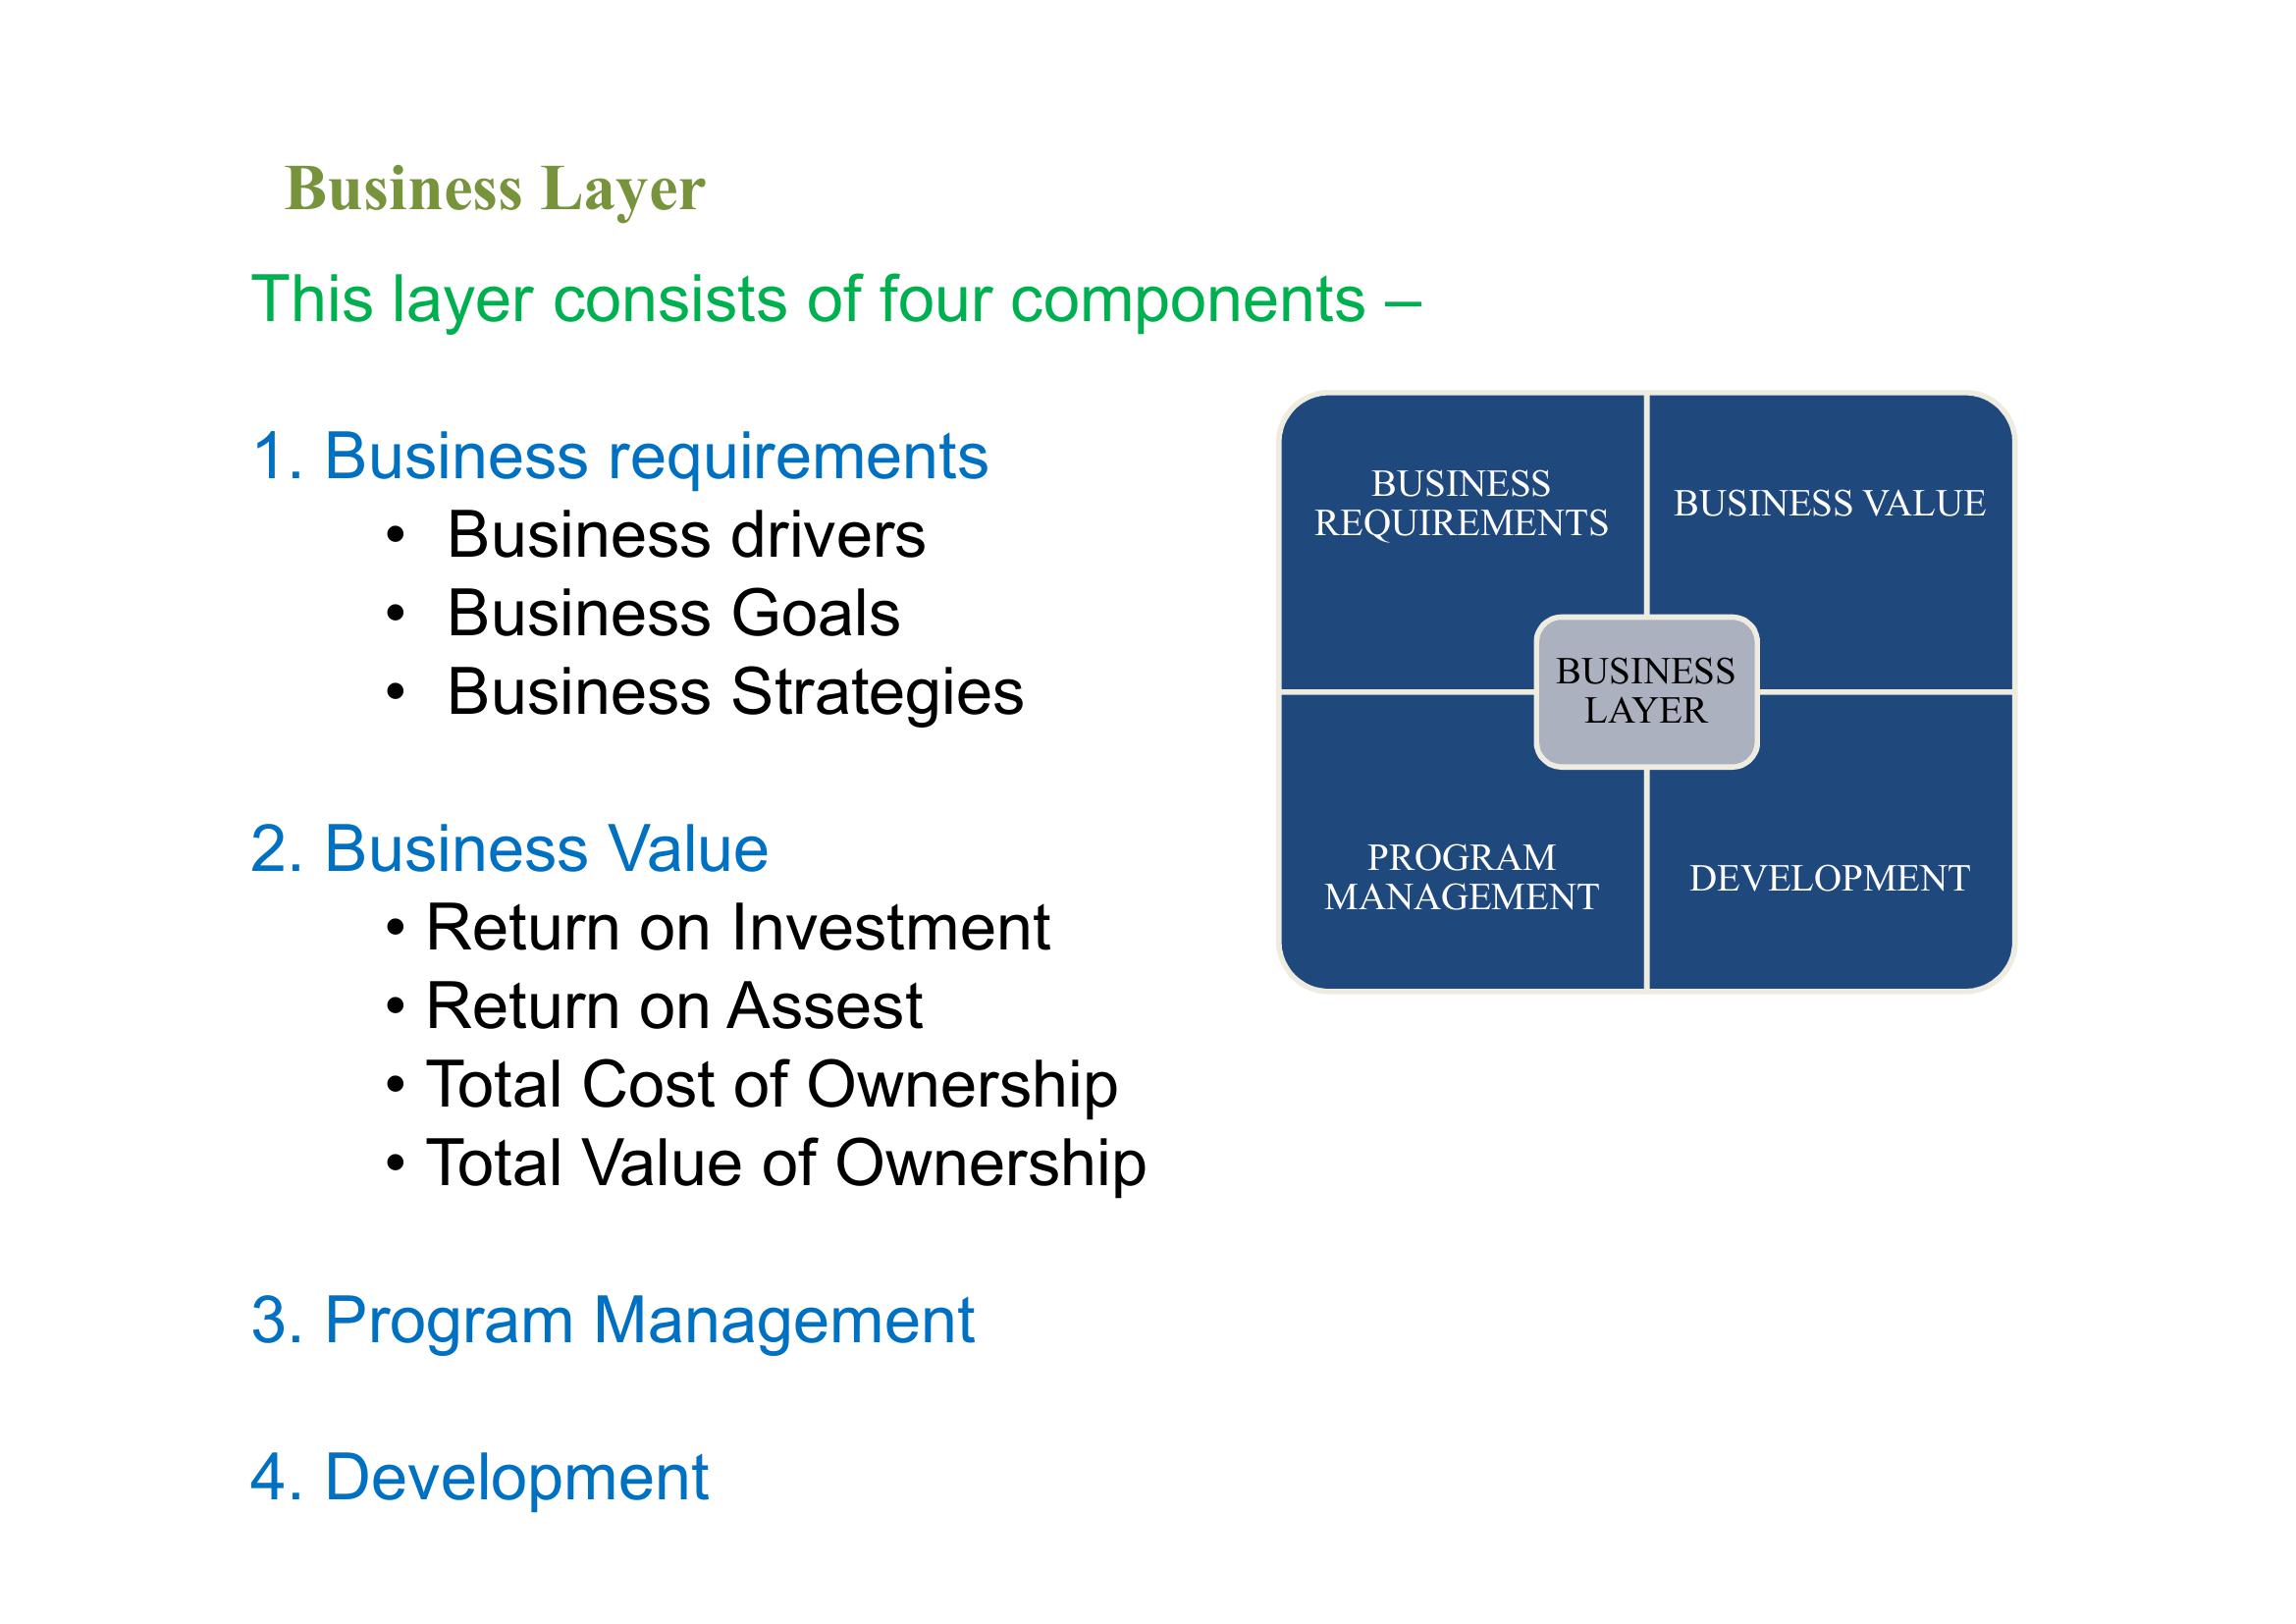 Business Layer
This layer consists of four components –
1. Business requirements
• Business drivers
• Business Goals
• Business Strategies
2. Business Value
• Return on Investment
• Return on Assest
• Total Cost of Ownership
• Total Value of Ownership
3. Program Management
4. Development
BUSINESS
REQUIREMENTS
BUSINESS VALUE
BUSINESS
LAYER
PROGRAM
MANAGEMENT
DEVELOPMENT